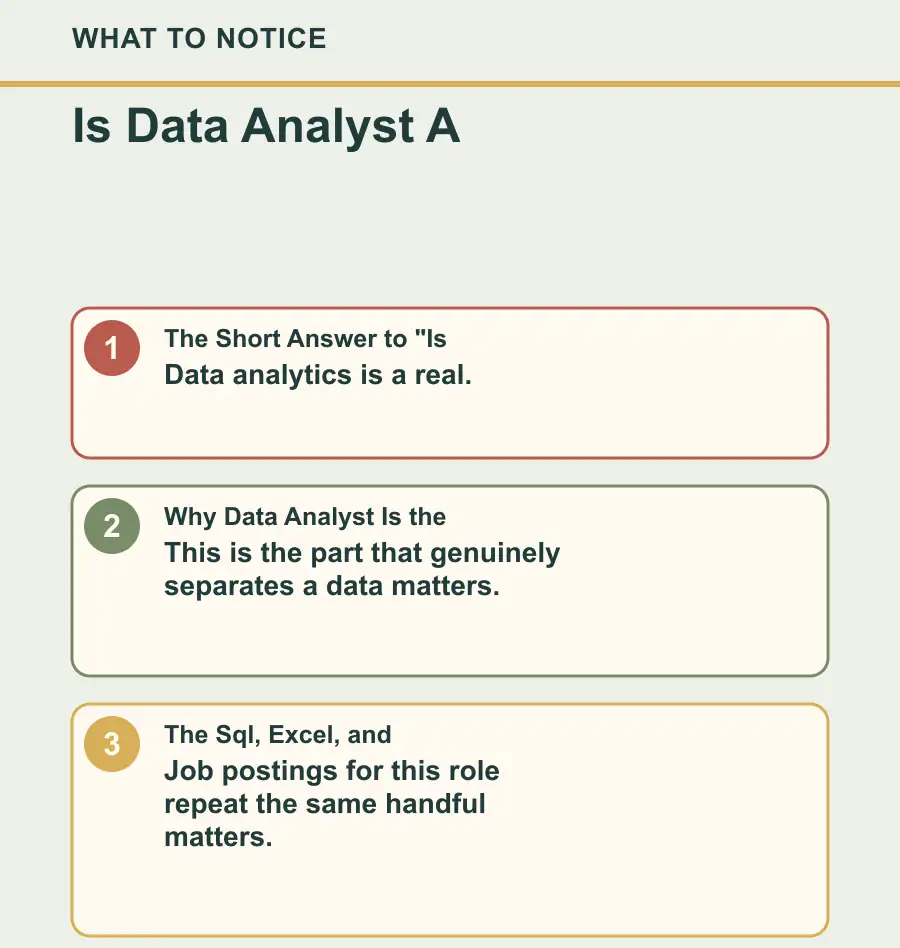 WHAT TO NOTICE
Is Data Analyst A
1
The Short Answer to "Is
Data analytics is a real.
2
Why Data Analyst Is the
This is the part that genuinely
separates a data matters.
3
The Sql, Excel, and
Job postings for this role
repeat the same handful
matters.